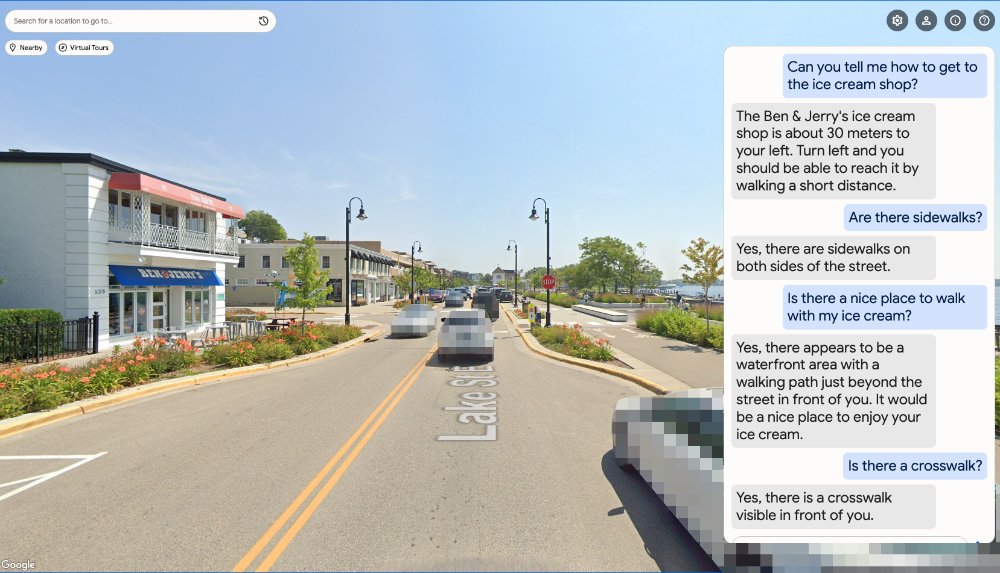 Search for a location to go to...
Nearby
Virtual Tours
Can you tell me how to get to
the ice cream shop?
The Ben & Jerry's ice cream
shop is about 30 meters to
your left. Turn left and you
should be able to reach it by
walking a short distance.
Are there sidewalks?
Yes, there are sidewalks on
both sides of the street.
Is there a nice place to walk
with my ice cream?
Yes, there appears to be a
waterfront area with a
walking path just beyond the
street in front of you. It would
be a nice place to enjoy your
ice cream.
Is there a crosswalk?
Yes, there is a crosswalk
visible in front of you.
the barre
BEN & JERRY'S
539
STOP
Lake St E
Google